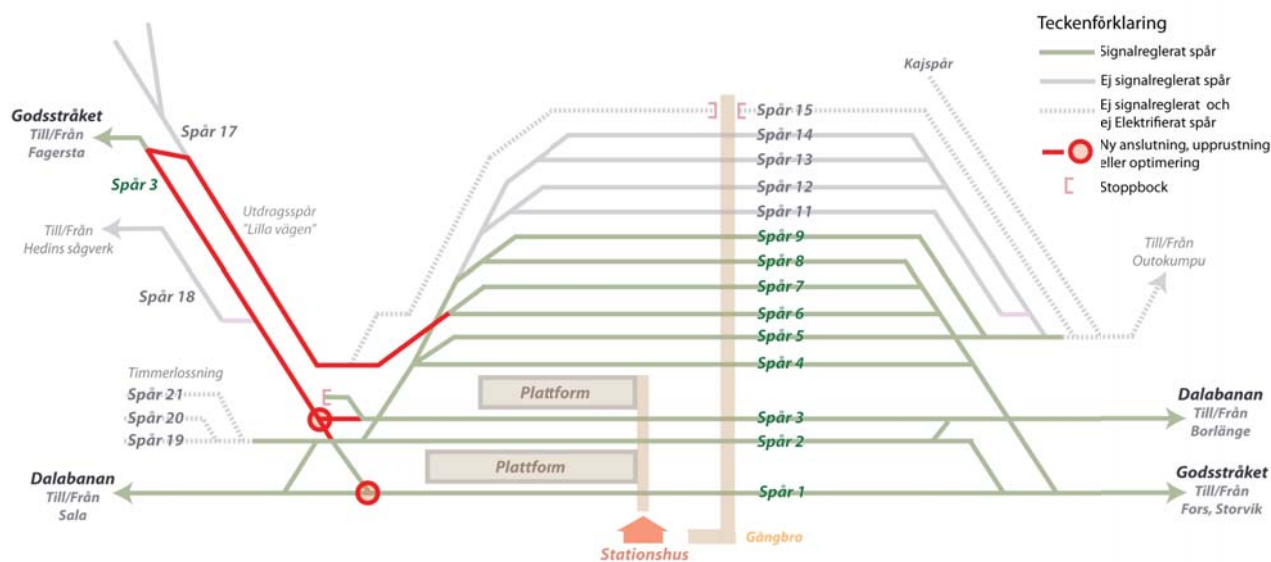 Teckenförklaring
Signalreglerat spår
Ej signalreglerat spår
Ej signalreglerat och
ej Elektrifierat spår
Ny anslutning, upprustning
eller optimering
Stoppbock
Kajspår
Godsstråket
Till/Från
Fagersta
Spår 17
Spår 3
Utdragsspår
"Lilla vägen"
Till/Från
Hedins sågverk
Spår 18
Spår 15
Spår 14
Spår 13
Spår 12
Spår 11
Spår 9
Spår 8
Spår 7
Spår 6
Spår 5
Spår 4
Till/Från
Outokumpu
Timmerlossning
Spår 21
Spår 20
Spår 19
Plattform
Spår 3
Spår 2
Dalabanan
Till/Från
Borlänge
Dalabanan
Till/Från
Sala
Plattform
Spår 1
Godsstråket
Till/Från
Fors, Storvik
Stationshus
Gångbro